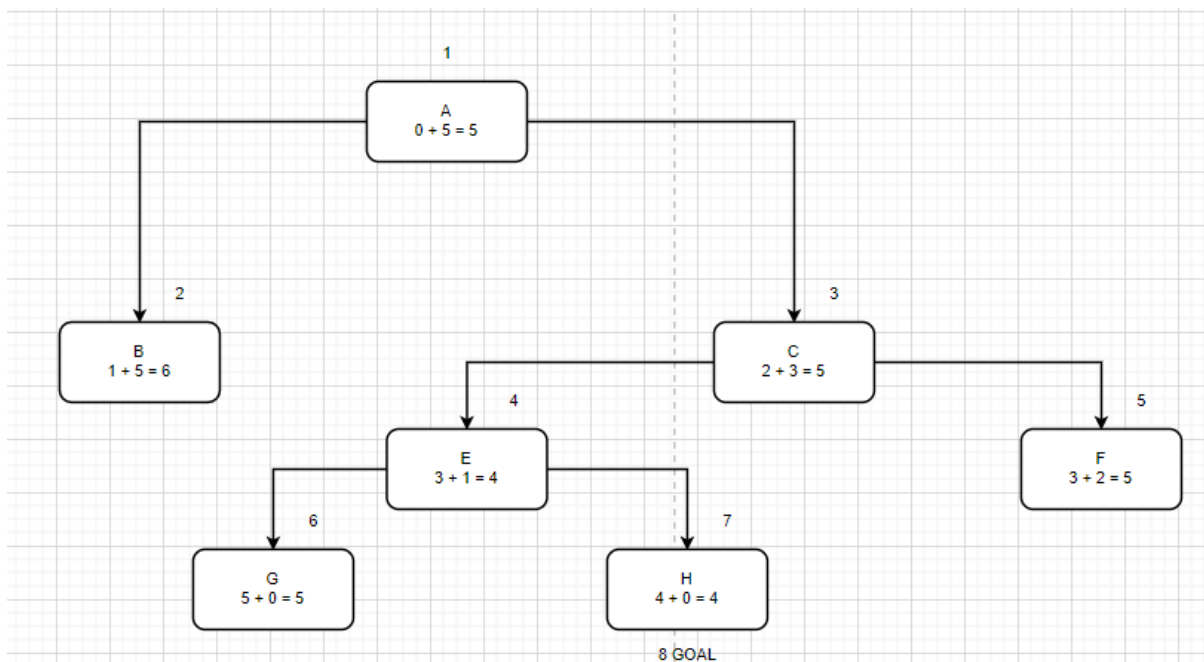 1
A
0 + 5 = 5
2
3
B
1 + 5 = 6
C
2 + 3 = 5
4
5
E
3 + 1 = 4
F
3 + 2 = 5
6
7
G
5 + 0 = 5
H
4 + 0 = 4
8 GOAL